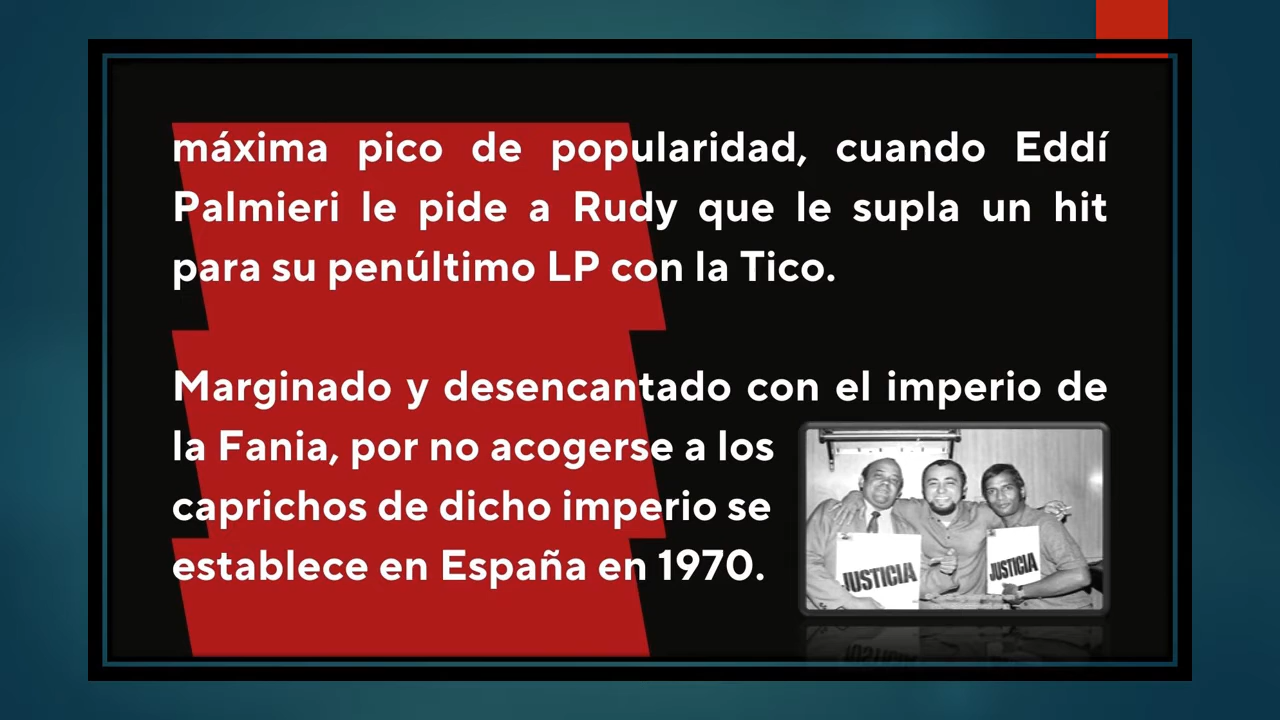 máxima pico de popularidad, cuando Eddí
Palmieri le pide a Rudy que le supla un hit
para su penúltimo LP con la Tico.
Marginado y desencantado con el imperio de
la Fania, por no acogerse a los
caprichos de dicho imperio se
establece en España en 1970.
JUSTICIA
JUSTICIA